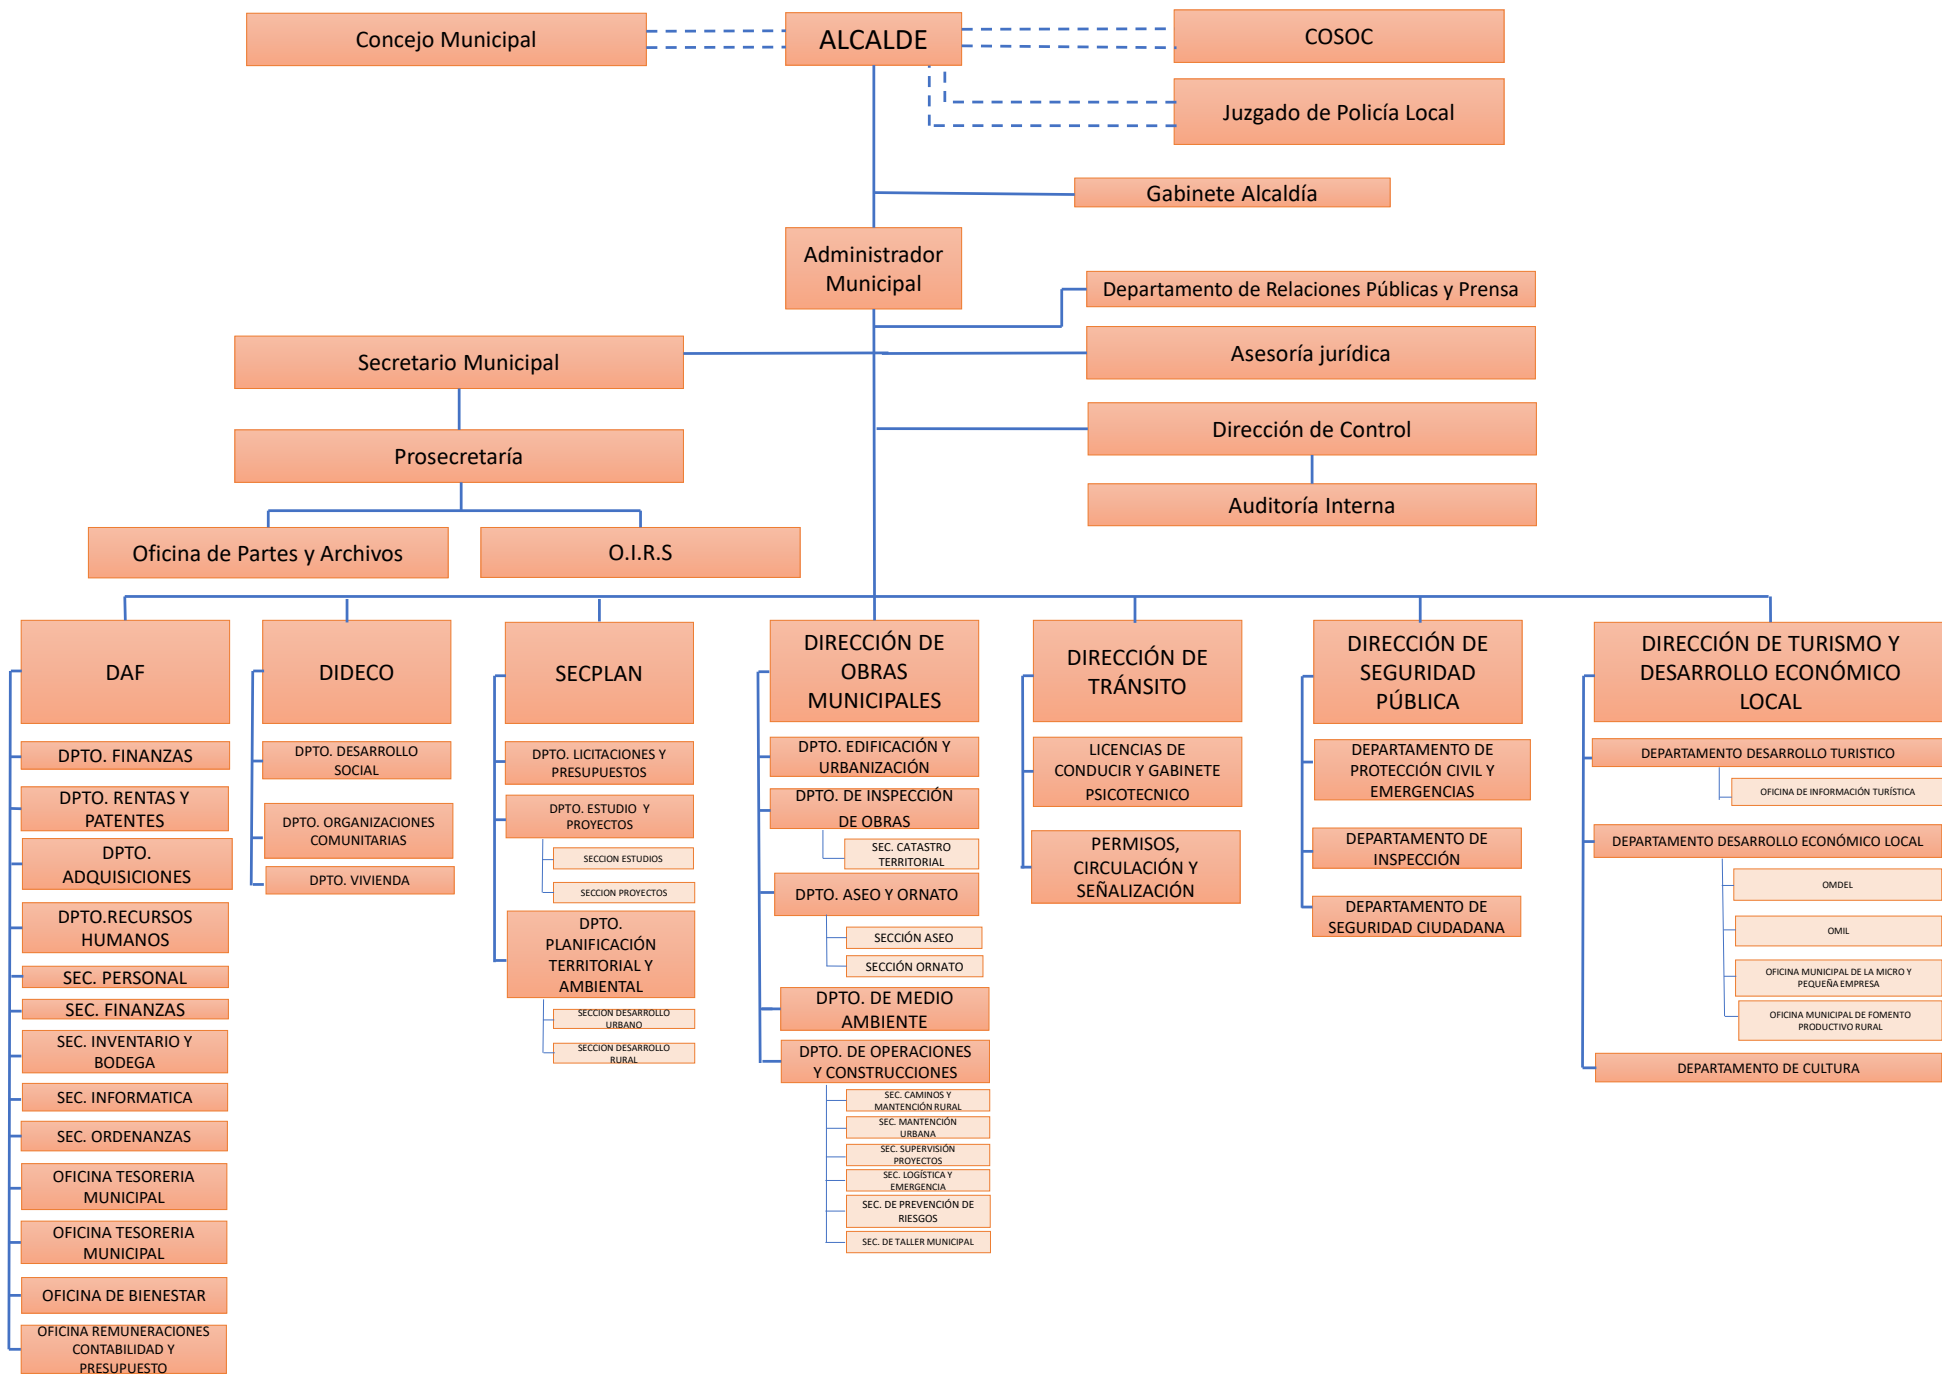 Concejo Municipal
ALCALDE
COSOC
Juzgado de Policía Local
Gabinete Alcaldía
Administrador
Municipal
Departamento de Relaciones Públicas y Prensa
Secretario Municipal
Asesoría jurídica
Prosecretaría
Dirección de Control
Auditoría Interna
Oficina de Partes y Archivos
O.I.R.S
DAF
DPTO. FINANZAS
DPTO. RENTAS Y
PATENTES
DPTO.
ADQUISICIONES
DPTO.RECURSOS
HUMANOS
SEC. PERSONAL
SEC. FINANZAS
SEC. INVENTARIO Y
BODEGA
SEC. INFORMATICA
SEC. ORDENANZAS
OFICINA TESORERIA
MUNICIPAL
OFICINA TESORERIA
MUNICIPAL
OFICINA DE BIENESTAR
OFICINA REMUNERACIONES
CONTABILIDAD Y
PRESUPUESTO
DIDECO
DPTO. DESARROLLO
SOCIAL
DPTO. ORGANIZACIONES
COMUNITARIAS
DPTO. VIVIENDA
SECPLAN
DPTO. LICITACIONES Y
PRESUPUESTOS
DPTO. ESTUDIO Y
PROYECTOS
SECCION ESTUDIOS
SECCION PROYECTOS
DPTO.
PLANIFICACIÓN
TERRITORIAL Y
AMBIENTAL
SECCION DESARROLLO
URBANO
SECCION DESARROLLO
RURAL
DIRECCIÓN DE
OBRAS
MUNICIPALES
DPTO. EDIFICACIÓN Y
URBANIZACIÓN
DPTO. DE INSPECCIÓN
DE OBRAS
SEC. CATASTRO
TERRITORIAL
DPTO. ASEO Y ORNATO
SECCIÓN ASEO
SECCIÓN ORNATO
DPTO. DE MEDIO
AMBIENTE
DPTO. DE OPERACIONES
Y CONSTRUCCIONES
SEC. CAMINOS Y
MANTENCIÓN RURAL
SEC. MANTENCIÓN
URBANA
SEC. SUPERVISIÓN
PROYECTOS
SEC. LOGÍSTICA Y
EMERGENCIA
SEC. DE PREVENCIÓN DE
RIESGOS
SEC. DE TALLER MUNICIPAL
DIRECCIÓN DE
TRÁNSITO
LICENCIAS DE
CONDUCIR Y GABINETE
PSICOTECNICO
PERMISOS,
CIRCULACIÓN Y
SEÑALIZACIÓN
DIRECCIÓN DE
SEGURIDAD
PÚBLICA
DEPARTAMENTO DE
PROTECCIÓN CIVIL Y
EMERGENCIAS
DEPARTAMENTO DE
INSPECCIÓN
DEPARTAMENTO DE
SEGURIDAD CIUDADANA
DIRECCIÓN DE TURISMO Y
DESARROLLO ECONÓMICO
LOCAL
DEPARTAMENTO DESARROLLO TURISTICO
OFICINA DE INFORMACIÓN TURÍSTICA
DEPARTAMENTO DESARROLLO ECONÓMICO LOCAL
OMDEL
OMIL
OFICINA MUNICIPAL DE LA MICRO Y
PEQUEÑA EMPRESA
OFICINA MUNICIPAL DE FOMENTO
PRODUCTIVO RURAL
DEPARTAMENTO DE CULTURA